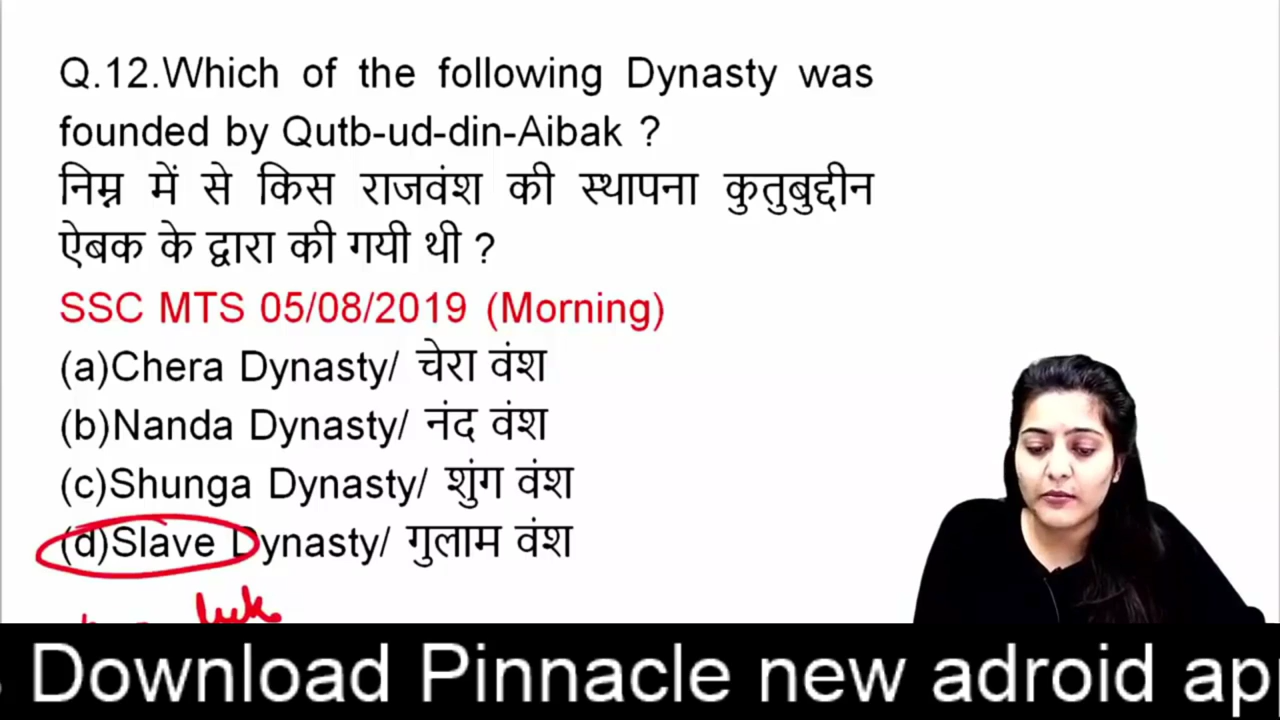 Q.12.Which of the following Dynasty was
founded by Qutb-ud-din-Aibak ?
निम्न में से किस राजवंश की स्थापना कुतुबुद्दीन
ऐबक के द्वारा की गयी थी ?
SSC MTS 05/08/2019 (Morning)
(a)Chera Dynasty/ चेरा वंश
(b)Nanda Dynasty/ नंद वंश
(c)Shunga Dynasty/ शुंग वंश
(d)Slave Dynasty/ गुलाम वंश
Download Pinnacle new adroid ap